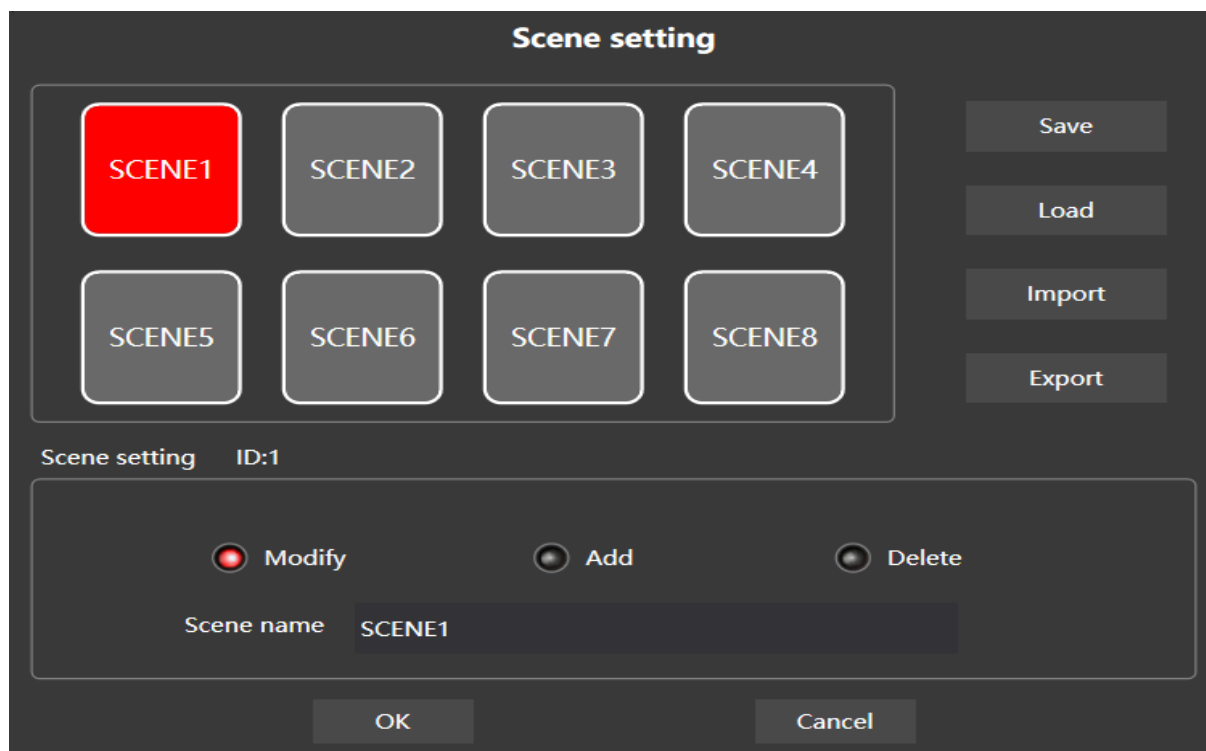 Scene setting
SCENE1 SCENE2 SCENE3 SCENE4
SCENE5 SCENE6 SCENE7 SCENE8
Save
Load
Import
Export
Scene setting ID:1
Modify Add Delete
Scene name SCENE1
OK Cancel